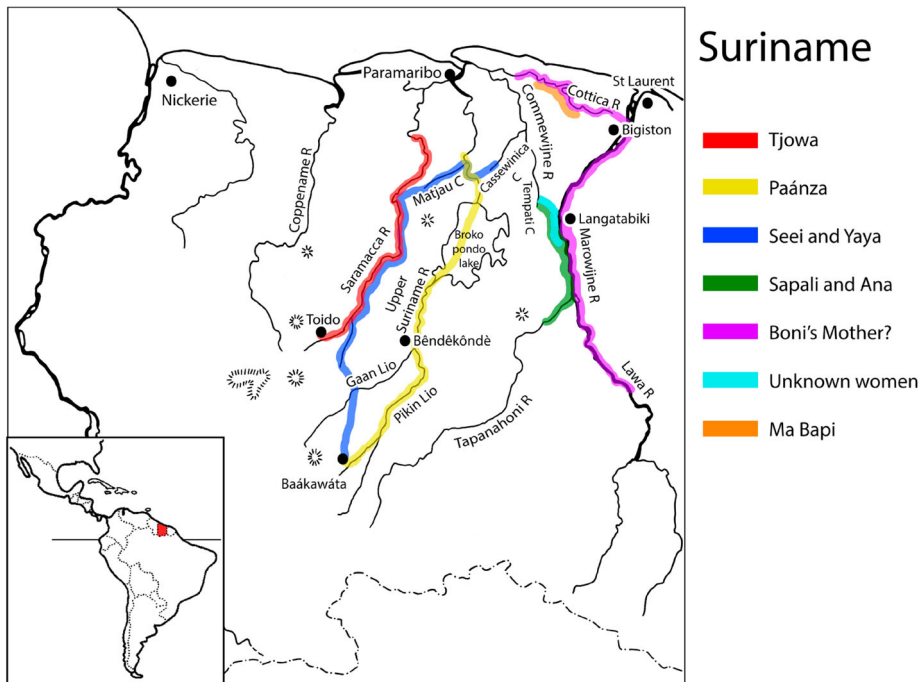 Suriname
Tjowa
Paánza
Seei and Yaya
Sapali and Ana
Boni's Mother?
Unknown women
Ma Bapi
Nickerie
Paramaribo
St Laurent
Cottica R
Bigiston
Commewijne R
Coppename R
Matjau C
Cassewinica
C
Tempati C
Langatabiki
Marowijne R
Broko
pondo
lake
Saramacca R
Upper
Suriname R
Toido
Bêndêkôndè
Gaan Lio
Pikin Lio
Lawa R
Tapanahoni R
Baákawáta